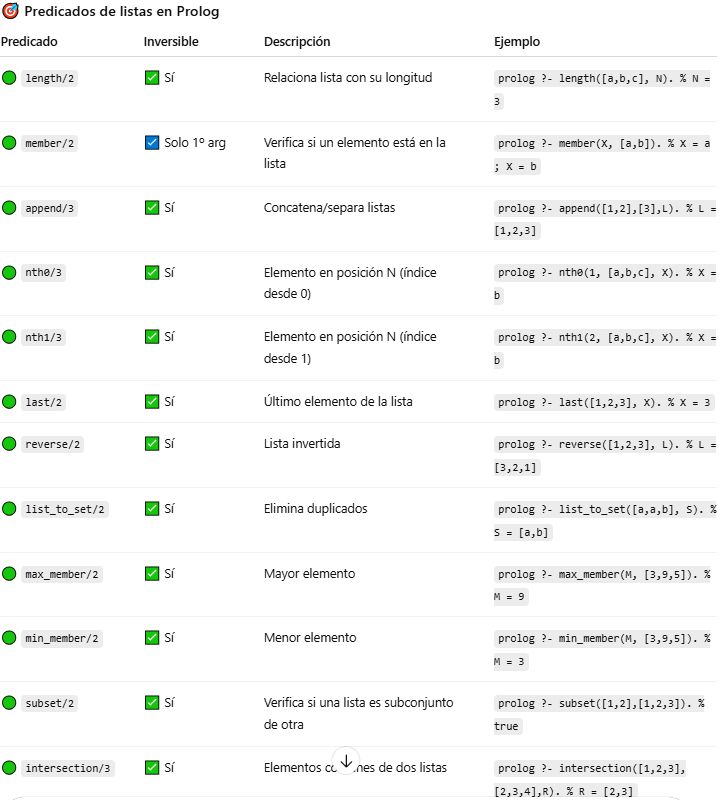 🎯 Predicados de listas en Prolog
Predicado Inversible Descripción Ejemplo
length/2 ✅ Sí Relaciona lista con su longitud prolog ?- length([a,b,c], N). % N =
3
member/2 ☑ Solo 1º arg Verifica si un elemento está en la prolog ?- member(X, [a,b]). % X = a
lista ; X = b
append/3 ✅ Sí Concatena/separa listas prolog ?- append([1,2],[3],L). % L =
[1,2,3]
nth0/3 ✅ Sí Elemento en posición N (índice prolog ?- nth0(1, [a,b,c], X). % X =
desde 0) b
nth1/3 ✅ Sí Elemento en posición N (índice prolog ?- nth1(2, [a,b,c], X). % X =
desde 1) b
last/2 ✅ Sí Último elemento de la lista prolog ?- last([1,2,3], X). % X = 3
reverse/2 ✅ Sí Lista invertida prolog ?- reverse([1,2,3], L). % L =
[3,2,1]
list_to_set/2 ✅ Sí Elimina duplicados prolog ?- list_to_set([a,a,b], S). %
S = [a,b]
max_member/2 ✅ Sí Mayor elemento prolog ?- max_member(M, [3,9,5]). %
M = 9
min_member/2 ✅ Sí Menor elemento prolog ?- min_member(M, [3,9,5]). %
M = 3
subset/2 ✅ Sí Verifica si una lista es subconjunto prolog ?- subset([1,2],[1,2,3]). %
de otra true
intersection/3 ✅ Sí Elementos de dos listas prolog ?- intersection([1,2,3],
[2,3,4],R). % R = [2,3]